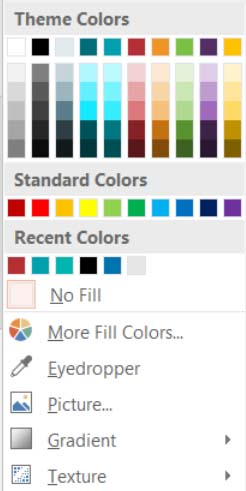 Theme Colors
Standard Colors
Recent Colors
No Fill
More Fill Colors...
Eyedropper
Picture...
Gradient
Texture